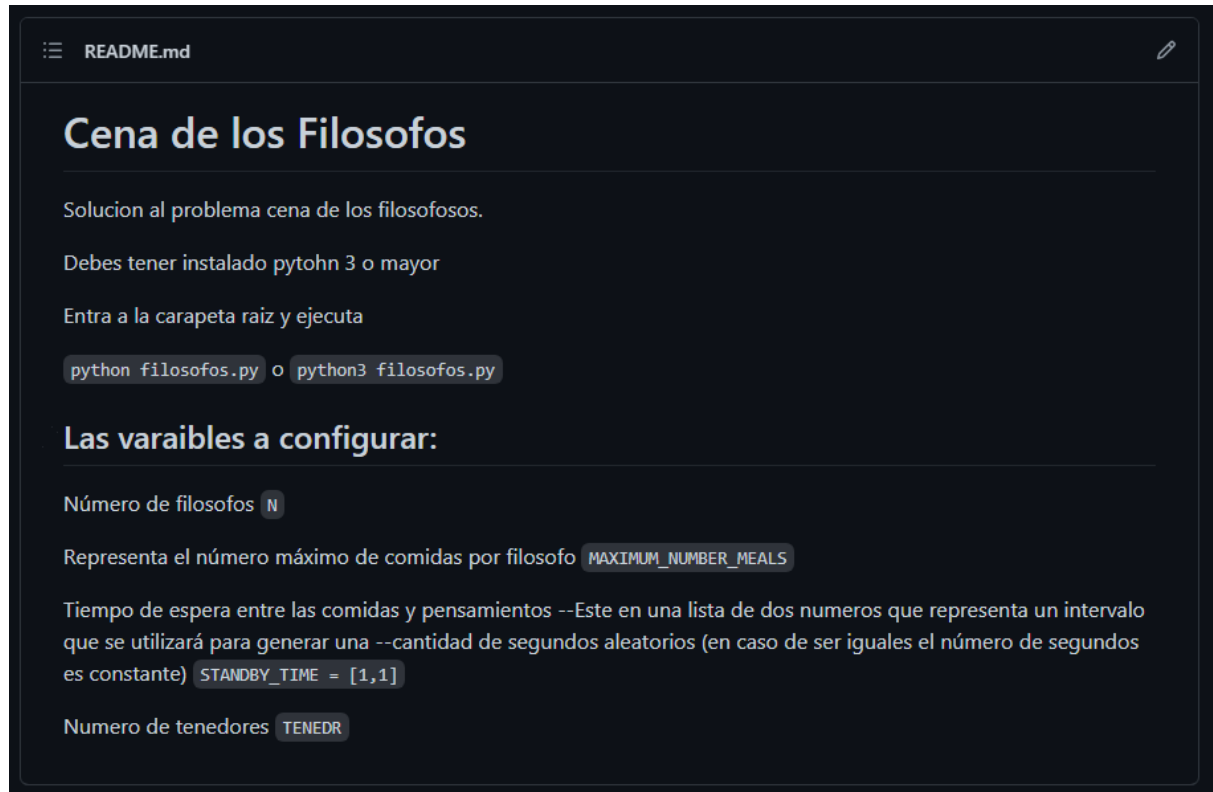 README.md
Cena de los Filosofos
Solucion al problema cena de los filosofosos.
Debes tener instalado pytohn 3 o mayor
Entra a la carapeta raiz y ejecuta
python filosofos.py o python3 filosofos.py
Las varaibles a configurar:
Número de filosofos N
Representa el número máximo de comidas por filosofo MAXIMUM_NUMBER_MEALS
Tiempo de espera entre las comidas y pensamientos --Este en una lista de dos numeros que representa un intervalo
que se utilizará para generar una --cantidad de segundos aleatorios (en caso de ser iguales el número de segundos
es constante) STANDBY_TIME = [1,1]
Numero de tenedores TENEDR